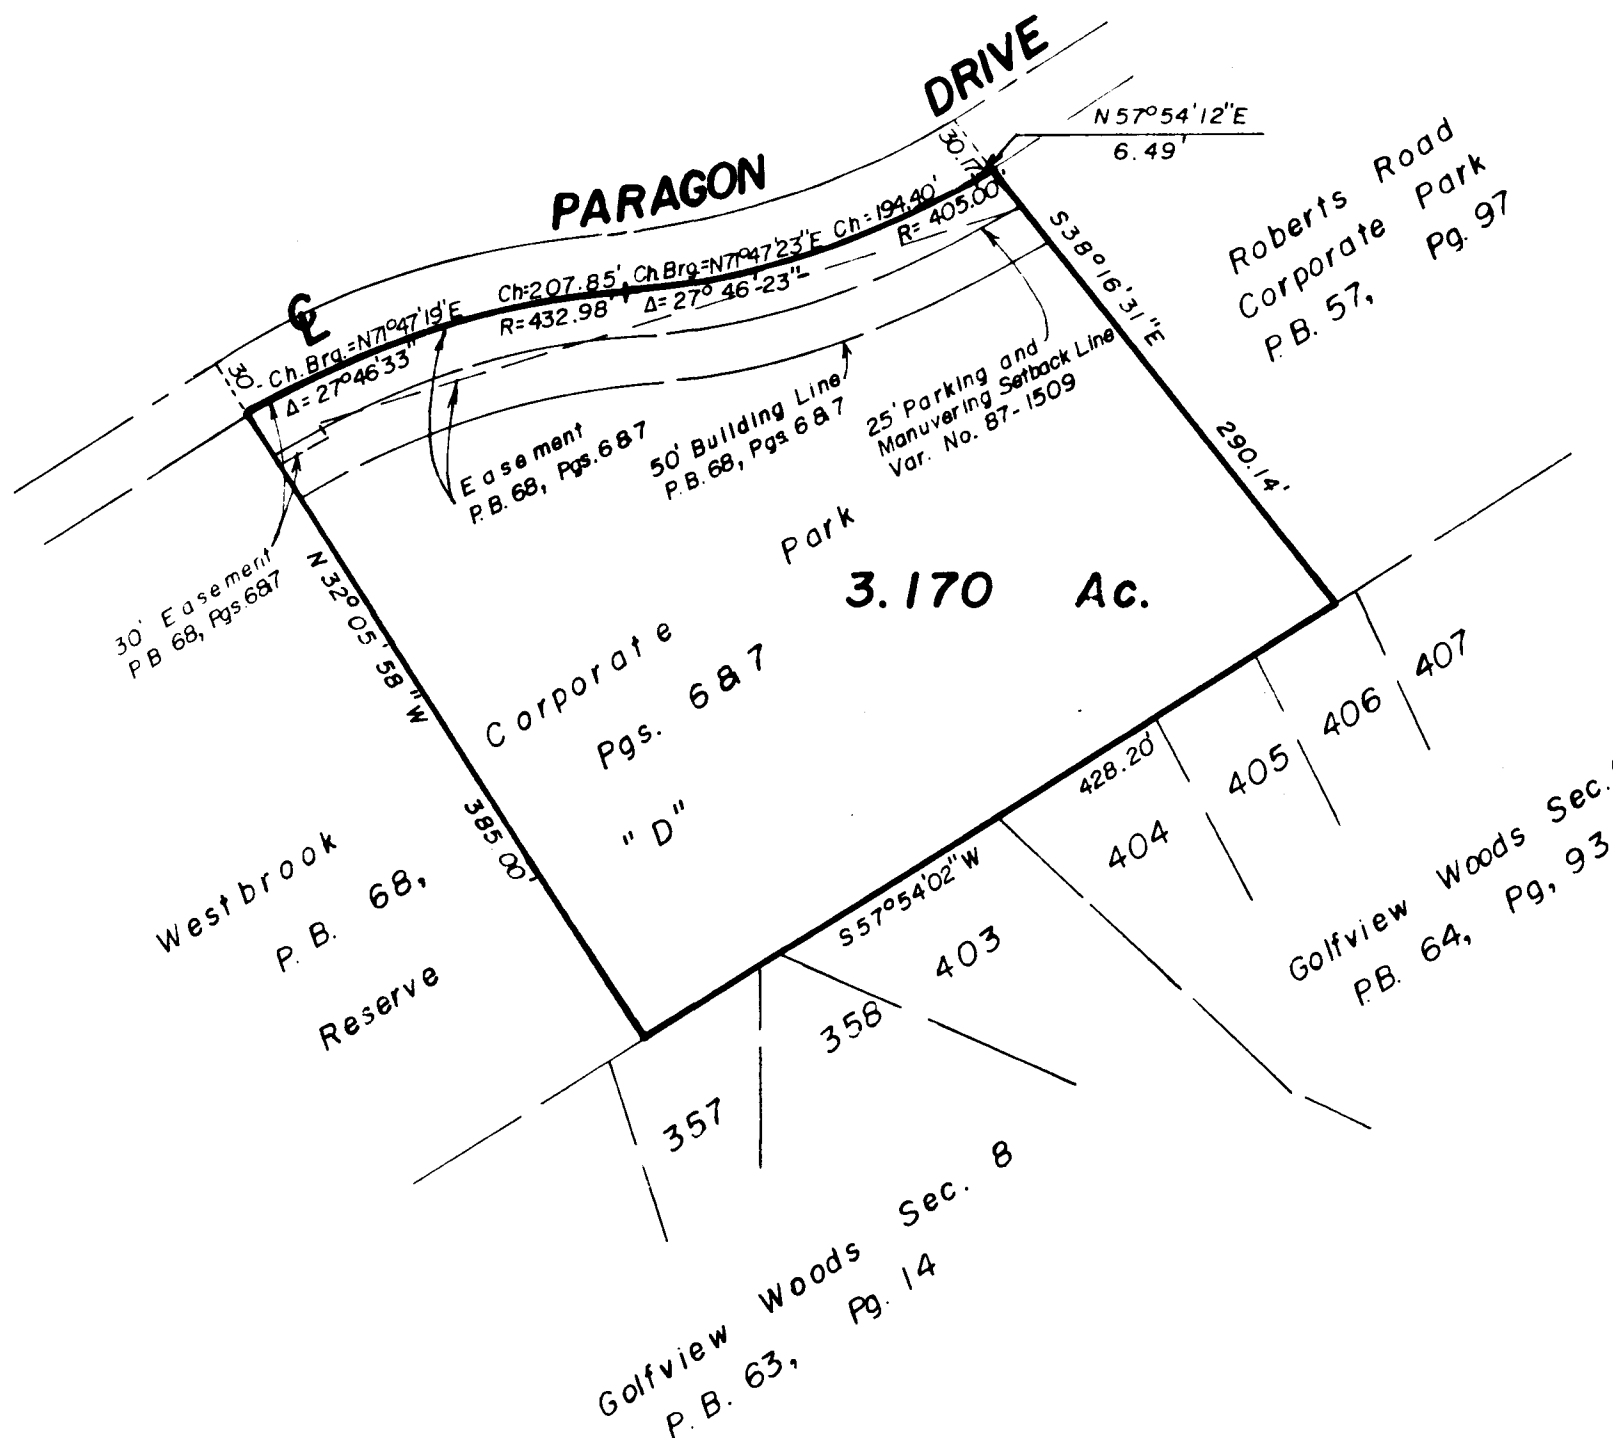 PARAGON DRIVE
N 57° 54' 12" E
6.49'
30.17'
℄
30'
Ch. Brg.=N71°47'19"E
Δ= 27°46'33"
Ch=207.85'
R=432.98'
Ch Brg=N71°47'23"E
Δ= 27° 46'-23"
Ch=194.40'
R= 405.00'
S38°16'31"E
290.14'
Roberts Road
Corporate Park
P.B. 57, Pg. 97
30' Easement
P.B. 68, Pgs.6&7
Easement
P.B. 68, Pgs.6&7
50' Building Line
P.B. 68, Pgs. 6&7
25' Parking and
Manuvering Setback Line
Var. No. 87-1509
3.170 Ac.
N 32° 05' 58" W
385.00'
Westbrook Corporate Park
P. B. 68, Pgs. 6&7
Reserve "D"
S57°54'02"W
428.20'
357
358
403
404
405
406
407
Golfview Woods Sec.
P.B. 64, Pg, 93
Golfview Woods Sec. 8
P. B. 63, Pg. 14